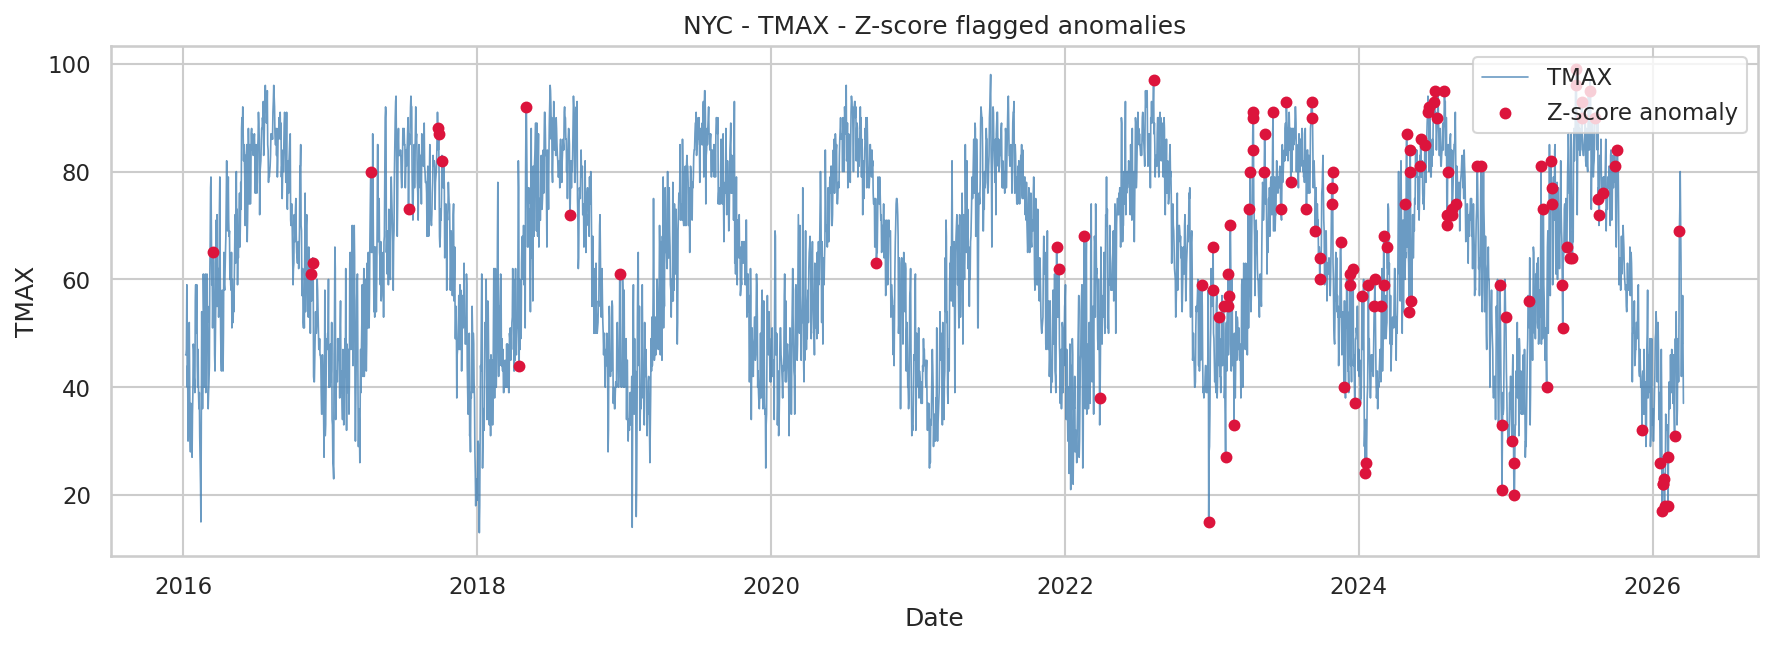 NYC - TMAX - Z-score flagged anomalies
TMAX
Z-score anomaly
100
80
60
40
20
TMAX
2016
2018
2020
2022
2024
2026
Date